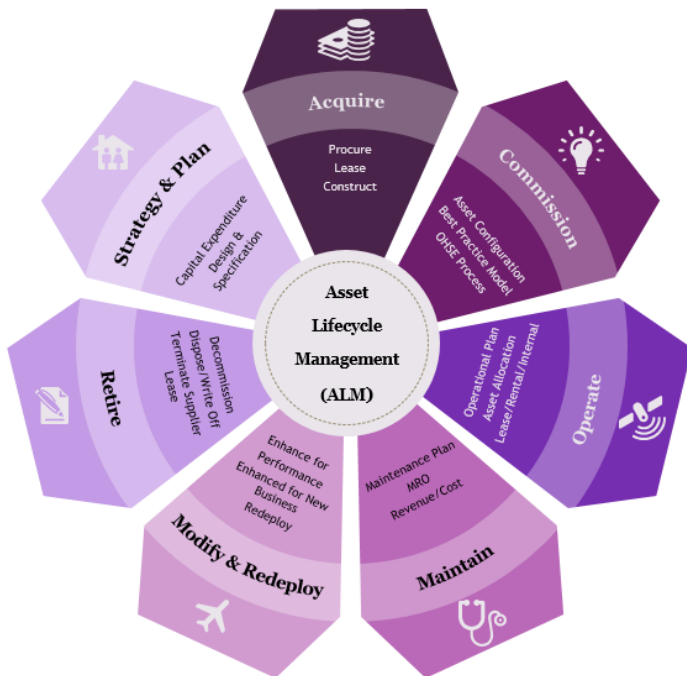 Acquire
Procure
Lease
Construct
Commission
Asset Configuration
Best Practice Model
OHSE Process
Operate
Operational Plan
Asset Allocation
Lease/Rental/Internal
Maintain
Maintenance Plan
MRO
Revenue/Cost
Modify & Redeploy
Enhance for
Performance
Enhanced for New
Business
Redeploy
Retire
Decommission
Dispose/Write Off
Terminate Supplier
Lease
Strategy & Plan
Capital Expenditure
Design &
Specification
Asset
Lifecycle
Management
(ALM)